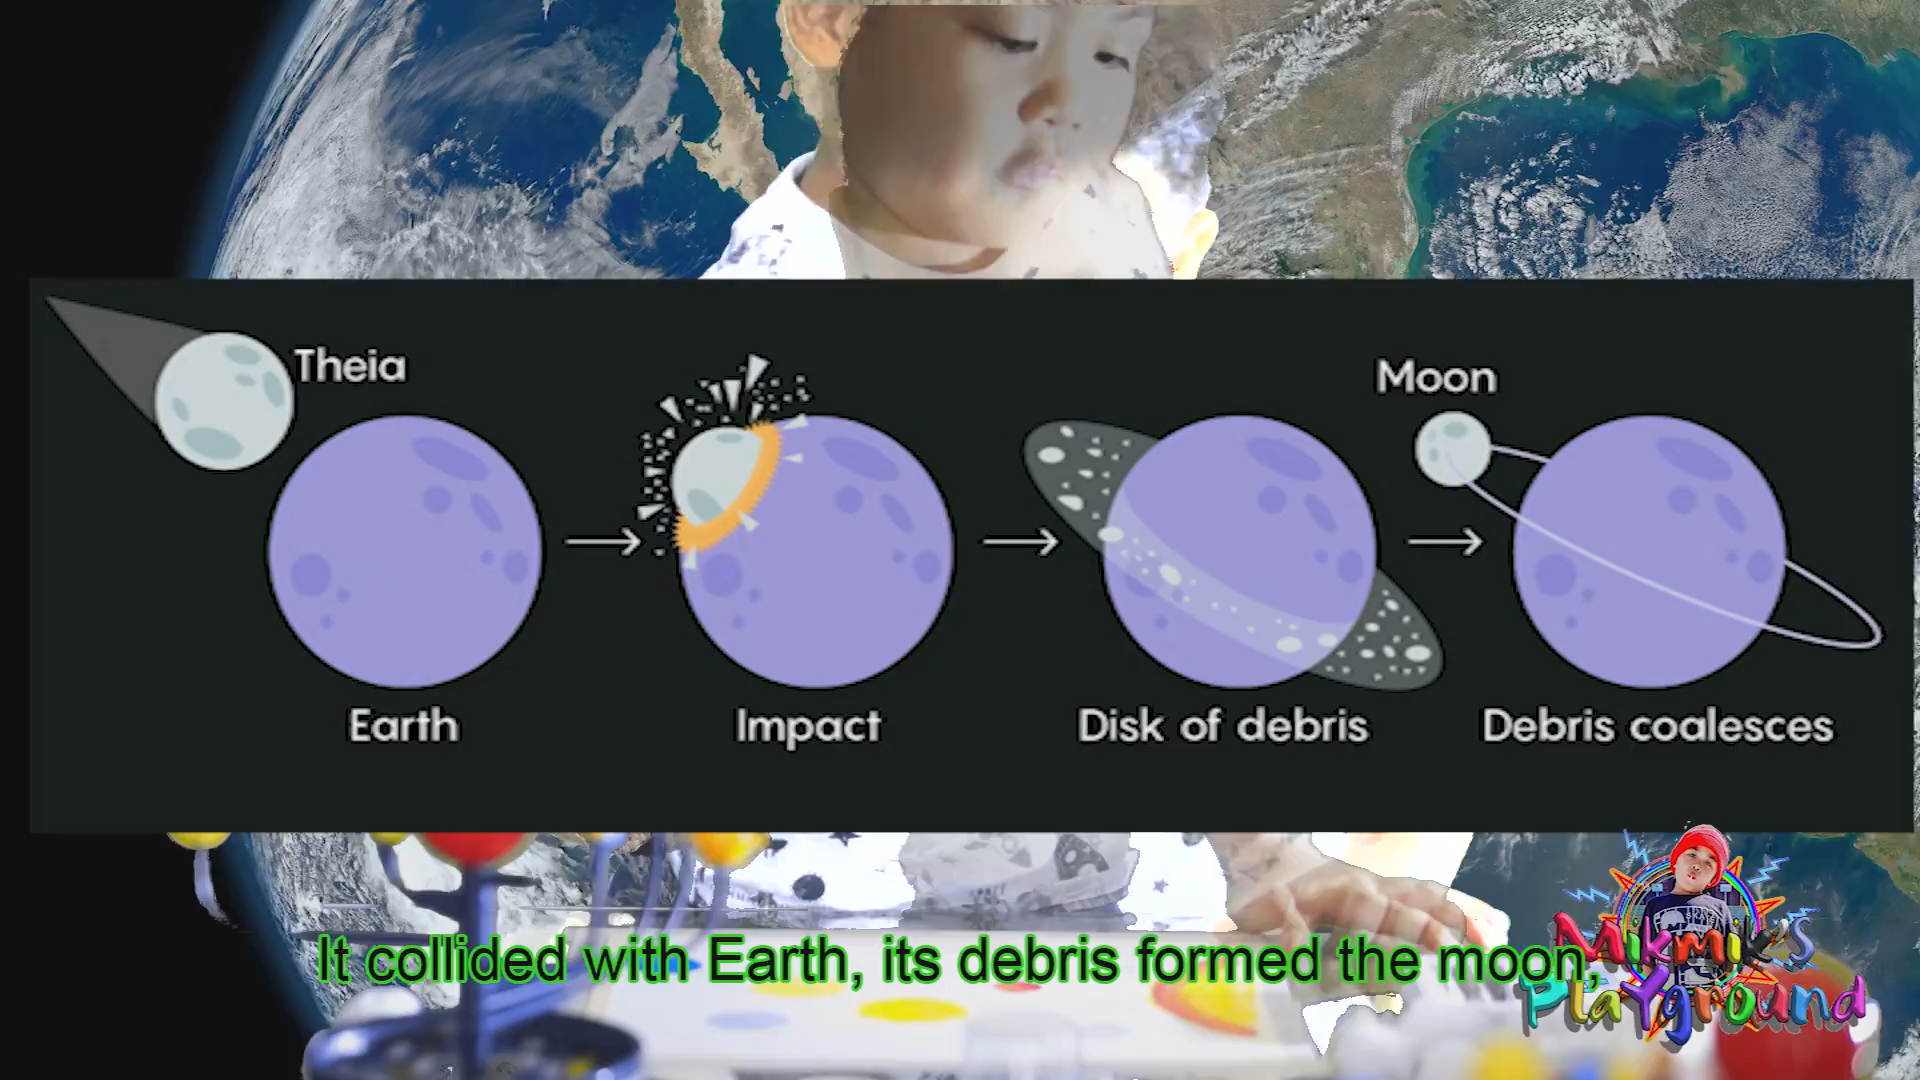 Theia
Moon
Earth
Impact
Disk of debris
Debris coalesces
It collided with Earth, its debris formed the moon,
Mikmik's
Playground